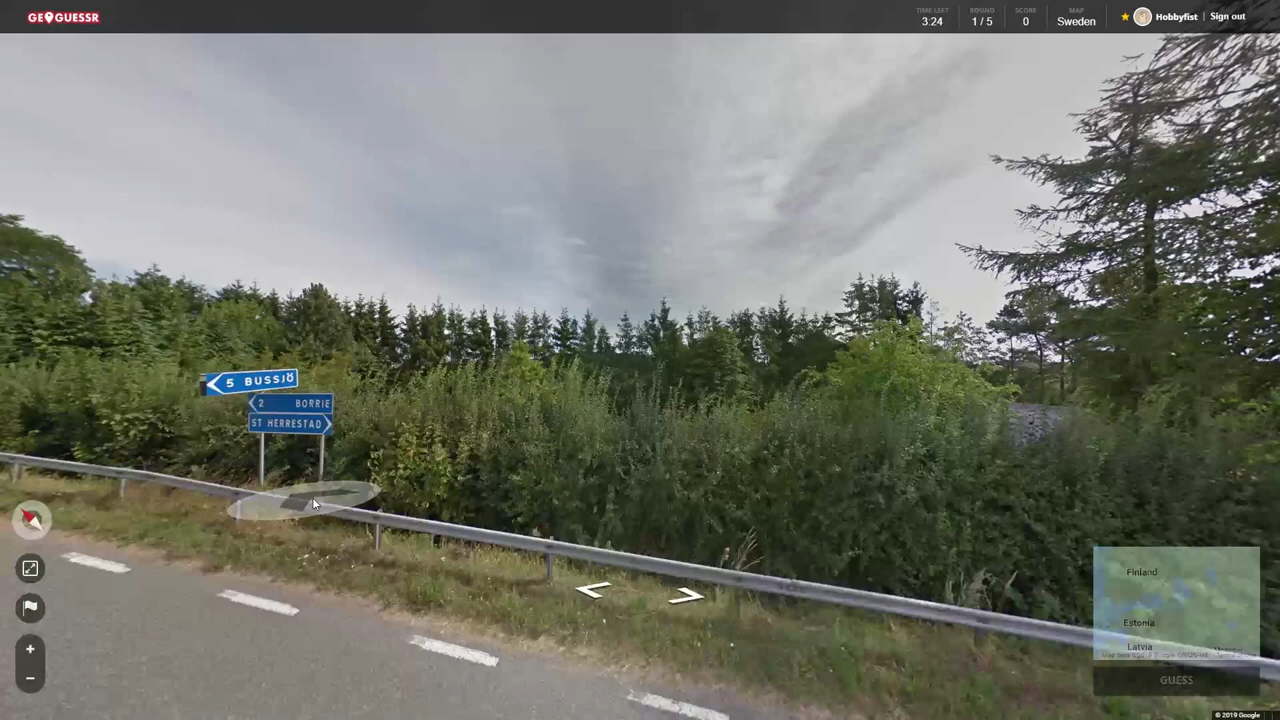 GEOGUESSR
TIME LEFT
3:24
ROUND
1 / 5
SCORE
0
MAP
Sweden
Hobbyfist
Sign out
5 BUSSJÖ
2 BORRIE
ST HERRESTAD
Finland
Estonia
Latvia
GUESS
© 2019 Google